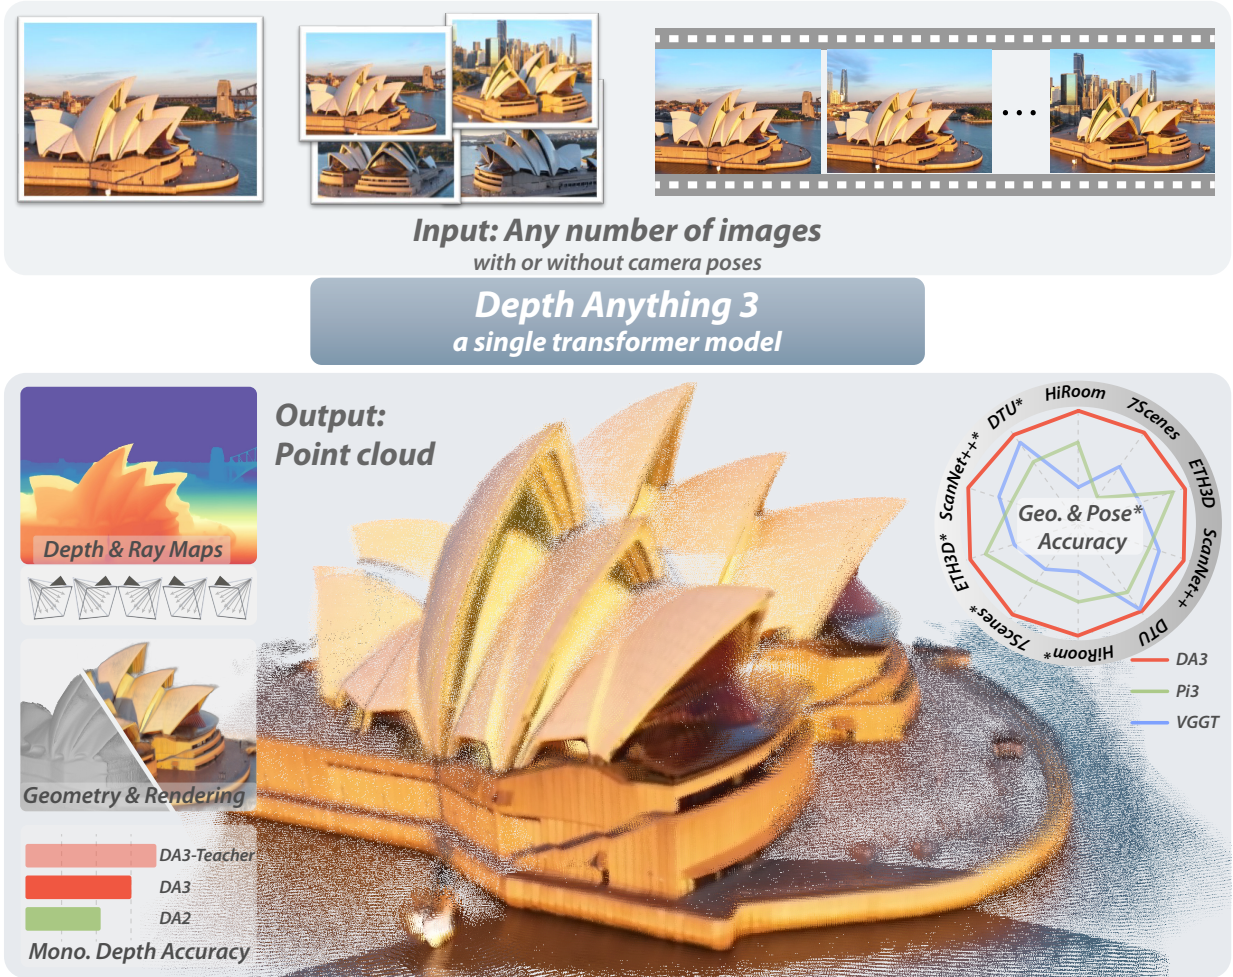 Input: Any number of images
with or without camera poses
Depth Anything 3
a single transformer model
Output:
Point cloud
Depth & Ray Maps
Geometry & Rendering
DA3-Teacher
DA3
DA2
Mono. Depth Accuracy
HiRoom
7Scenes
ETH3D
ScanNet++
DTU
HiRoom*
7Scenes*
ETH3D*
ScanNet++*
DTU*
Geo. & Pose*
Accuracy
DA3
Pi3
VGGT